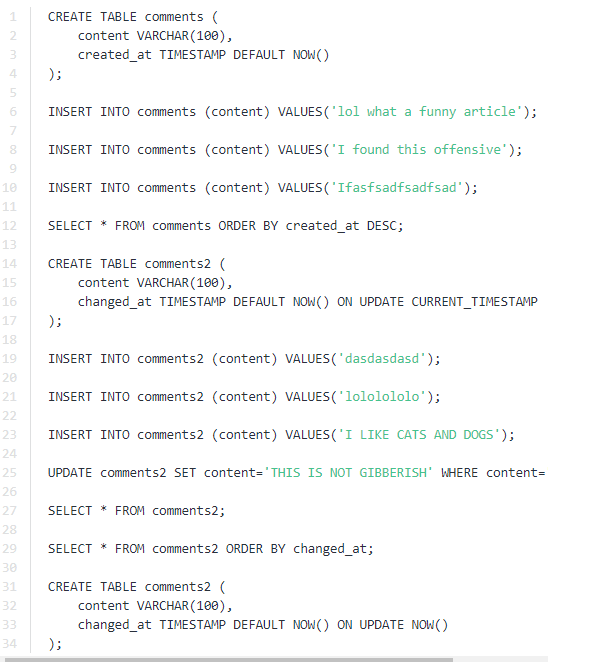 1 CREATE TABLE comments (
2 content VARCHAR(100),
3 created_at TIMESTAMP DEFAULT NOW()
4 );
5
6 INSERT INTO comments (content) VALUES('lol what a funny article');
7
8 INSERT INTO comments (content) VALUES('I found this offensive');
9
10 INSERT INTO comments (content) VALUES('Ifasfsadfsadfsad');
11
12 SELECT * FROM comments ORDER BY created_at DESC;
13
14 CREATE TABLE comments2 (
15 content VARCHAR(100),
16 changed_at TIMESTAMP DEFAULT NOW() ON UPDATE CURRENT_TIMESTAMP
17 );
18
19 INSERT INTO comments2 (content) VALUES('dasdasdasd');
20
21 INSERT INTO comments2 (content) VALUES('lololololo');
22
23 INSERT INTO comments2 (content) VALUES('I LIKE CATS AND DOGS');
24
25 UPDATE comments2 SET content='THIS IS NOT GIBBERISH' WHERE content=
26
27 SELECT * FROM comments2;
28
29 SELECT * FROM comments2 ORDER BY changed_at;
30
31 CREATE TABLE comments2 (
32 content VARCHAR(100),
33 changed_at TIMESTAMP DEFAULT NOW() ON UPDATE NOW()
34 );